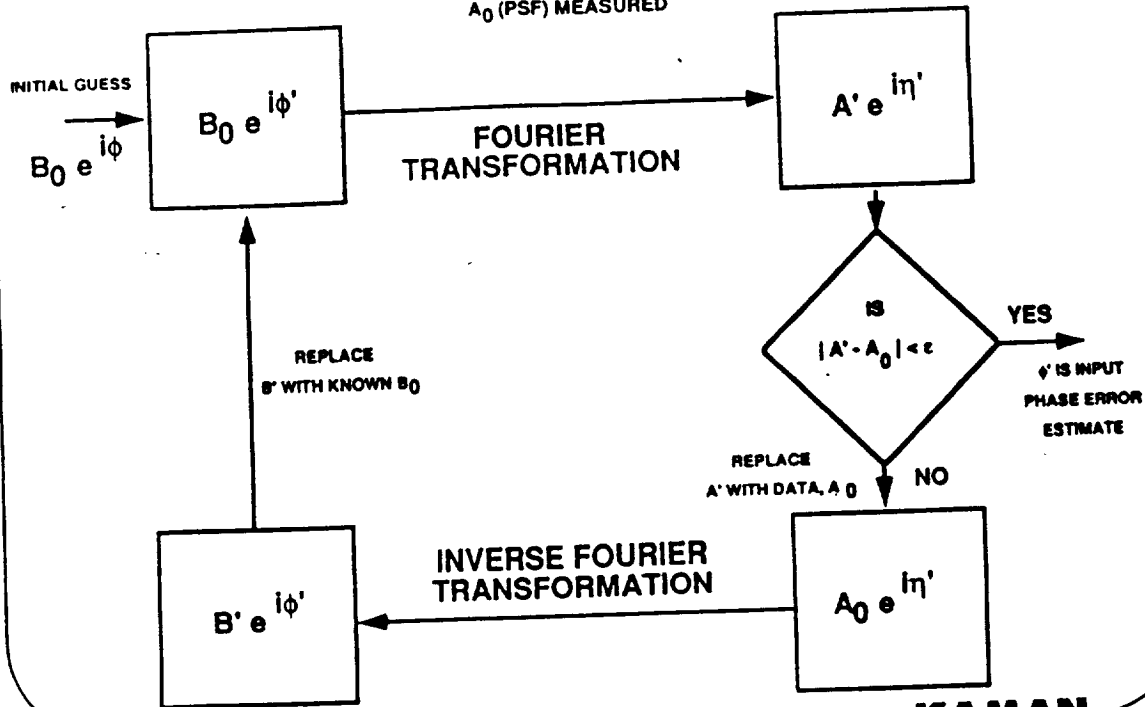 A0 (PSF) MEASURED
INITIAL GUESS
B0 e iϕ
B0 e iϕ'
FOURIER
TRANSFORMATION
A' e iη'
IS
|A' - A0| < ε
YES
ϕ' IS INPUT
PHASE ERROR
ESTIMATE
NO
REPLACE
A' WITH DATA, A0
A0 e iη'
INVERSE FOURIER
TRANSFORMATION
B' e iϕ'
REPLACE
B' WITH KNOWN B0
KAMAN